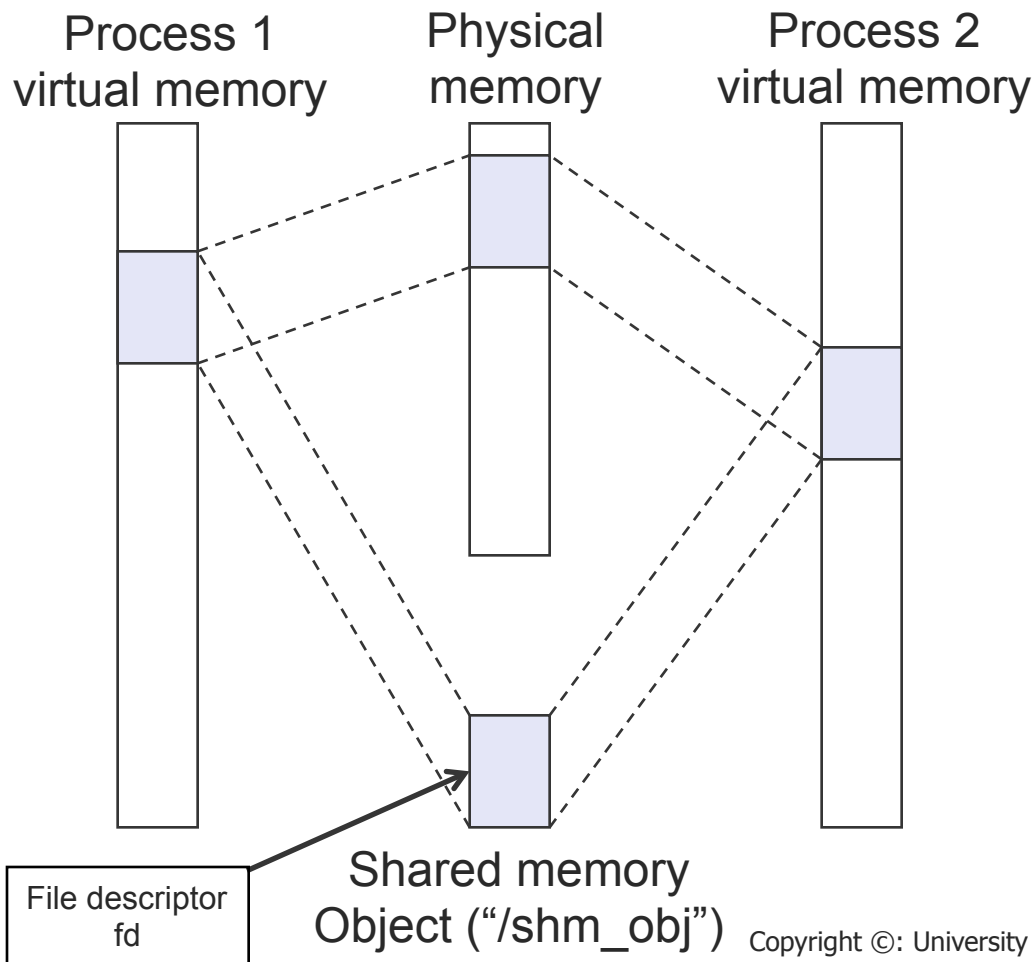 Process 1
virtual memory
Physical
memory
Process 2
virtual memory
File descriptor
fd
Shared memory
Object (“/shm_obj”)
Copyright ©: University